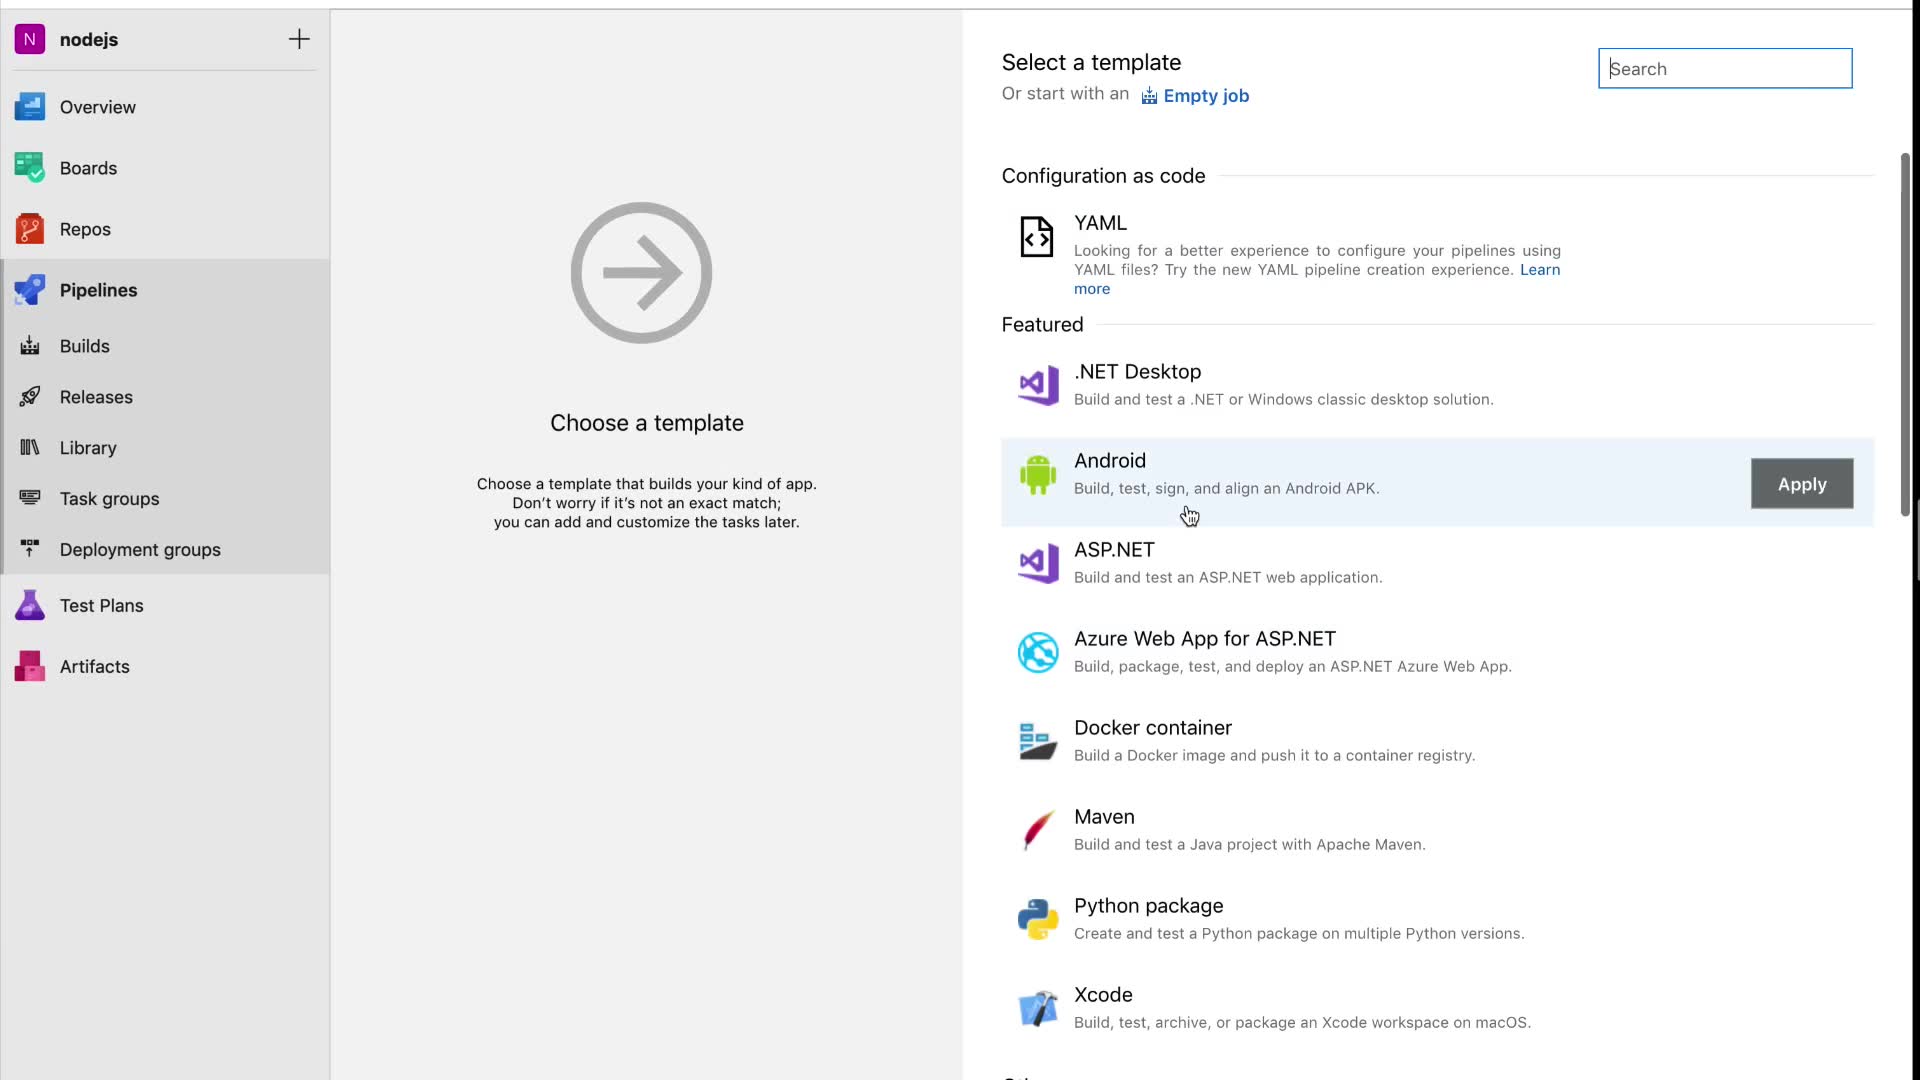 N nodejs
Overview
Boards
Repos
Pipelines
Builds
Releases
Library
Task groups
Deployment groups
Test Plans
Artifacts
Choose a template
Choose a template that builds your kind of app.
Don't worry if it's not an exact match;
you can add and customize the tasks later.
Select a template
Or start with an Empty job
Search
Configuration as code
YAML
Looking for a better experience to configure your pipelines using
YAML files? Try the new YAML pipeline creation experience. Learn
more
Featured
.NET Desktop
Build and test a .NET or Windows classic desktop solution.
Android
Build, test, sign, and align an Android APK.
Apply
ASP.NET
Build and test an ASP.NET web application.
Azure Web App for ASP.NET
Build, package, test, and deploy an ASP.NET Azure Web App.
Docker container
Build a Docker image and push it to a container registry.
Maven
Build and test a Java project with Apache Maven.
Python package
Create and test a Python package on multiple Python versions.
Xcode
Build, test, archive, or package an Xcode workspace on macOS.